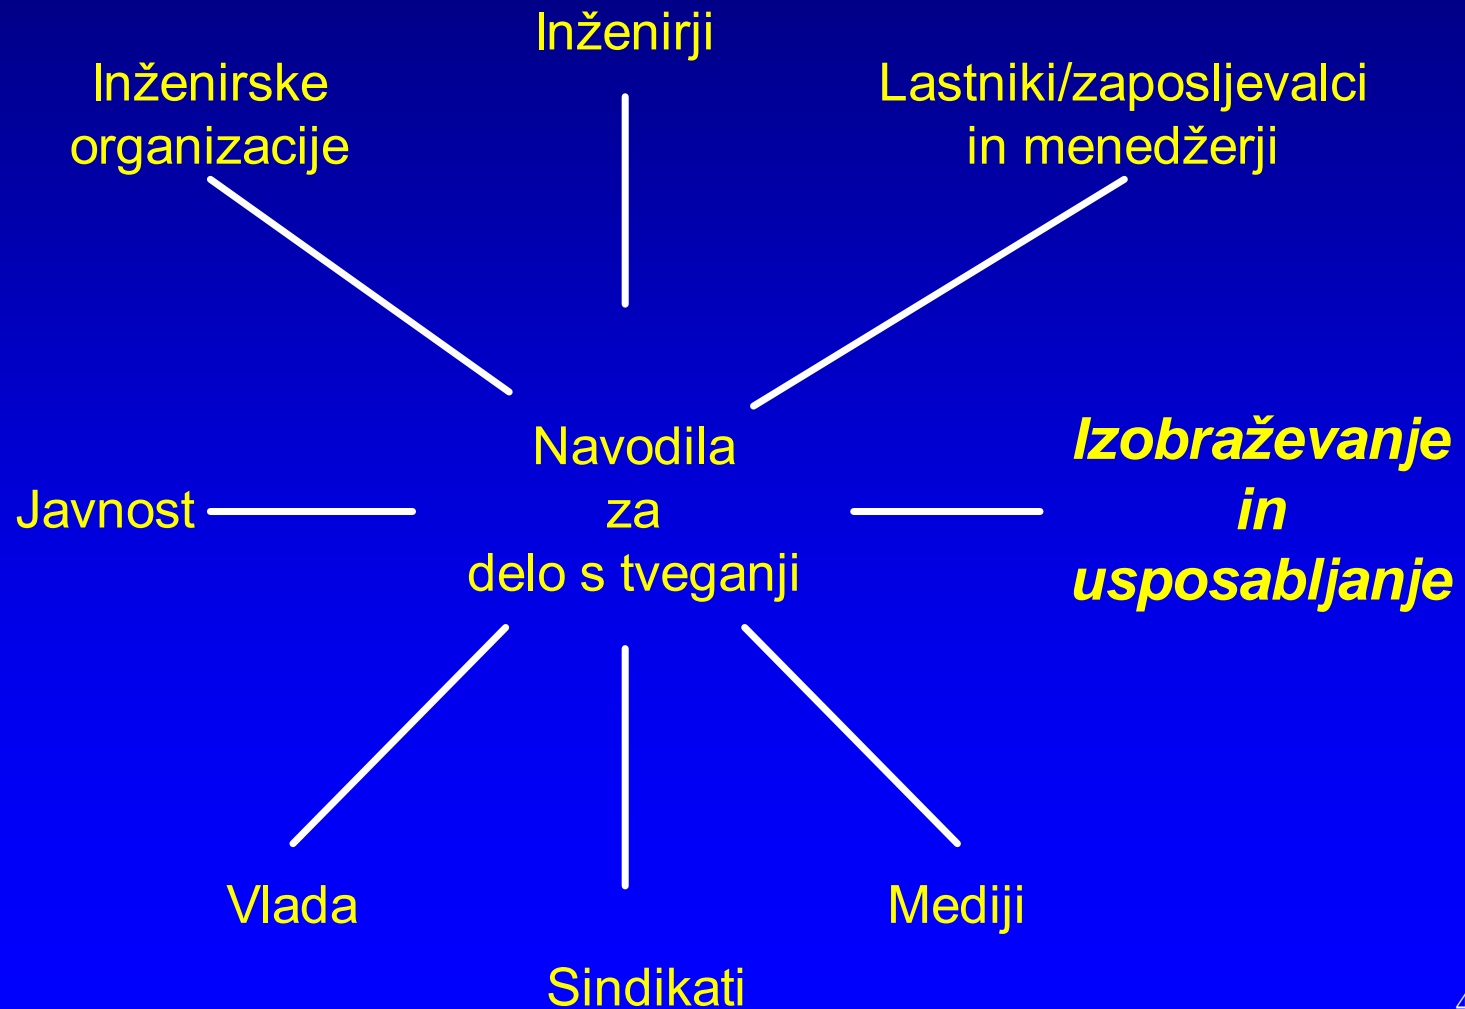 Inženirji
Inženirske
organizacije
Lastniki/zaposljevalci
in menedžerji
Navodila
za
delo s tveganji
Izobraževanje
in
usposabljanje
Javnost
Vlada
Mediji
Sindikati